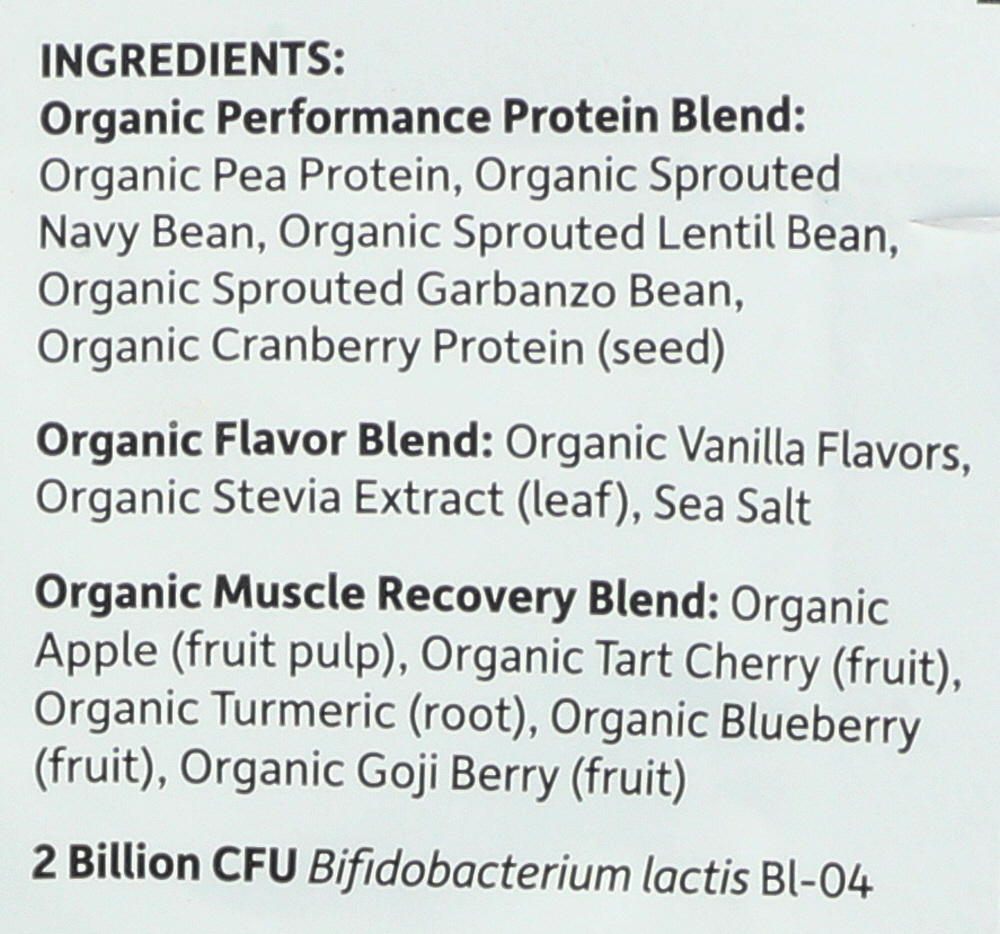 INGREDIENTS:
Organic Performance Protein Blend:
Organic Pea Protein, Organic Sprouted
Navy Bean, Organic Sprouted Lentil Bean,
Organic Sprouted Garbanzo Bean,
Organic Cranberry Protein (seed)
Organic Flavor Blend: Organic Vanilla Flavors,
Organic Stevia Extract (leaf), Sea Salt
Organic Muscle Recovery Blend: Organic
Apple (fruit pulp), Organic Tart Cherry (fruit),
Organic Turmeric (root), Organic Blueberry
(fruit), Organic Goji Berry (fruit)
2 Billion CFU Bifidobacterium lactis Bl-04